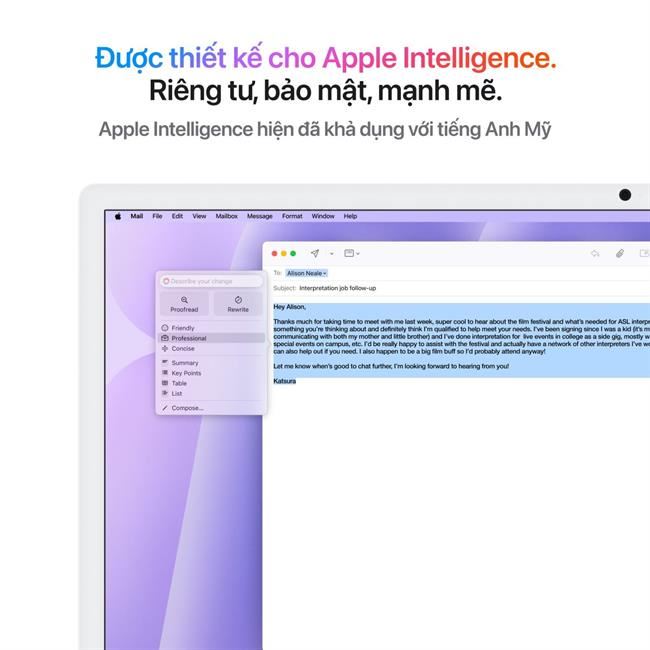 Được thiết kế cho Apple Intelligence.
Riêng tư, bảo mật, mạnh mẽ.
Apple Intelligence hiện đã khả dụng với tiếng Anh Mỹ
Mail File Edit View Mailbox Message Format Window Help
To: Alison Neale
Subject: Interpretation job follow-up
Describe your change
Proofread Rewrite
Friendly
Professional
Concise
Summary
Key Points
Table
List
Compose...
Hey Alison,
Thanks much for taking time to meet with me last week, super cool to hear about the film festival and what's needed for ASL
something you're thinking about and definitely think I'm qualified to help meet your needs. I've been signing since I was a kid (it's
communicating with both my mother and little brother) and I've done interpretation for live events in college as a side gig, mostly
special events on campus, etc. I'd be really happy to assist with the festival and actually have a network of other interpreters I've
can also help out if you need. I also happen to be a big film buff so I'd probably attend anyway!
Let me know when's good to chat further, I'm looking forward to hearing from you!
Katsura